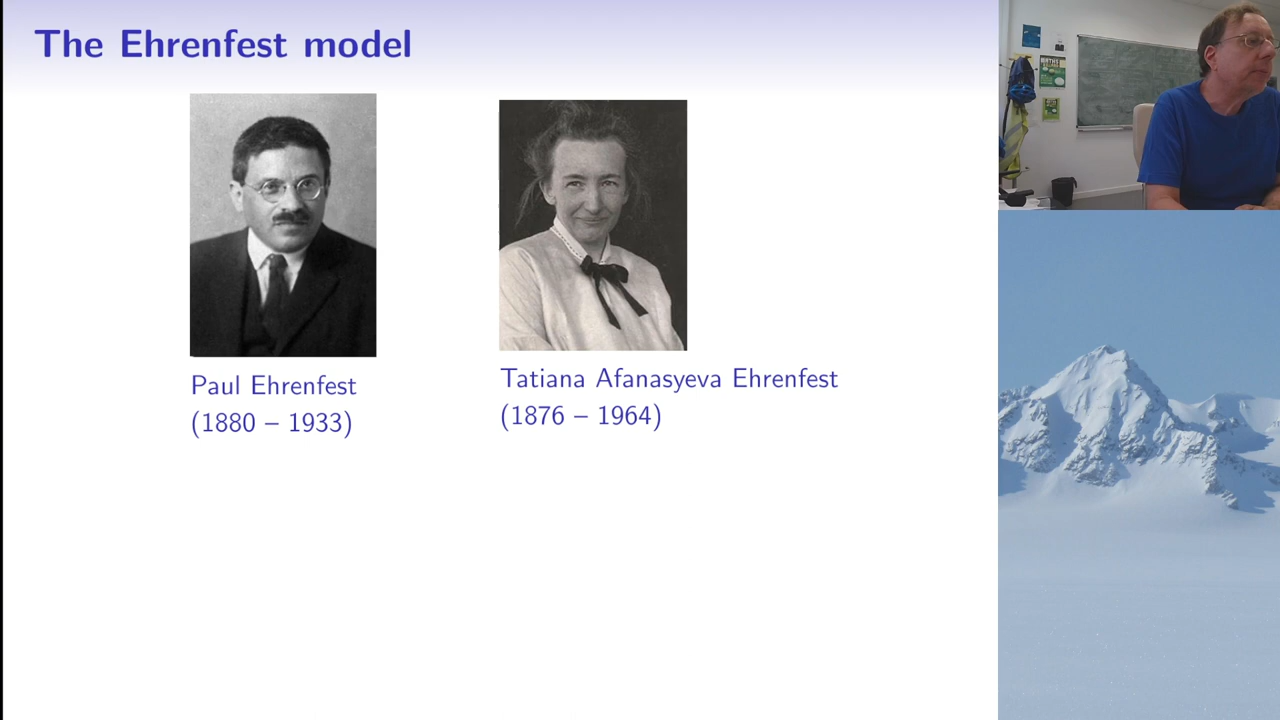 The Ehrenfest model
Paul Ehrenfest
(1880 – 1933)
Tatiana Afanasyeva Ehrenfest
(1876 – 1964)